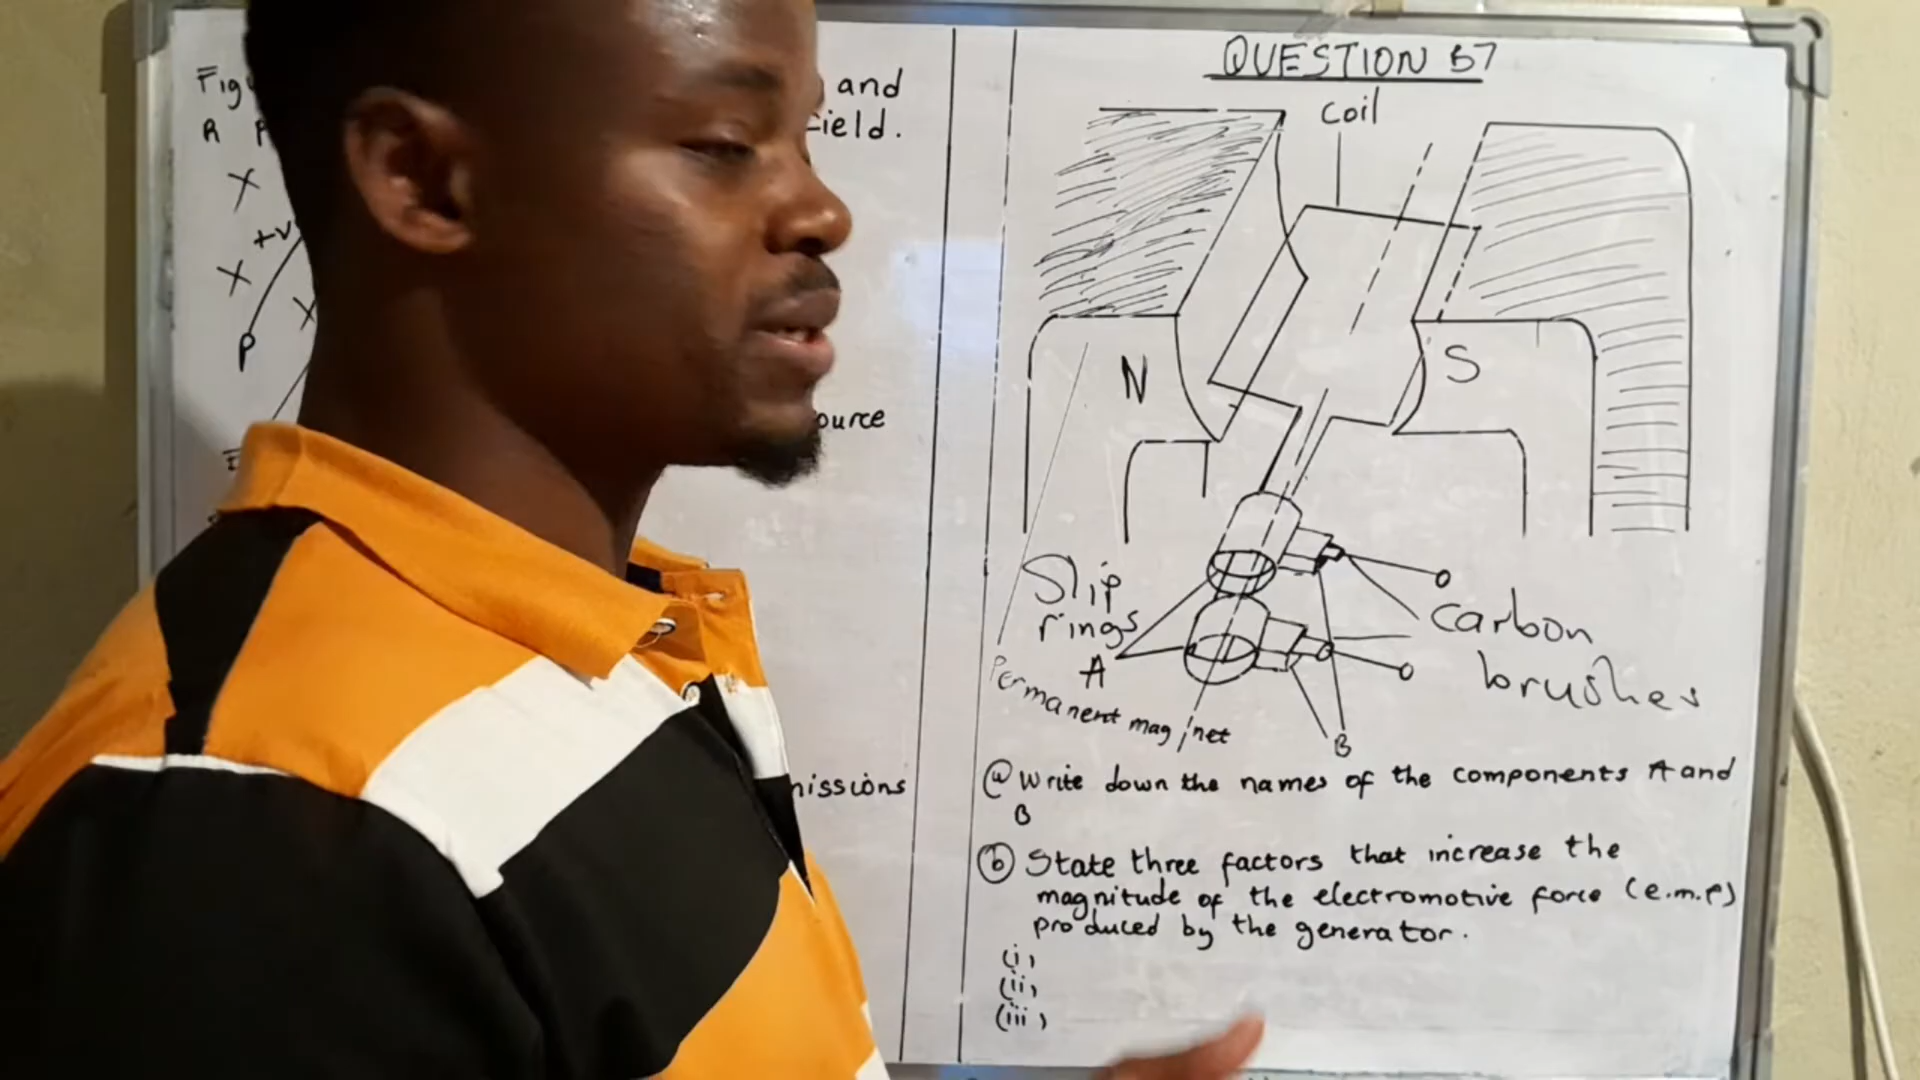 and
R
ield.
X
+v
X
X
P
ource
nissions
QUESTION 57
Coil
N
S
Slip
rings
A
carbon
brushes
Permanent magnet
B
(a) Write down the names of the components A and
B
(b) State three factors that increase the
magnitude of the electromotive force (e.m.f)
produced by the generator.
(i)
(ii)
(iii)